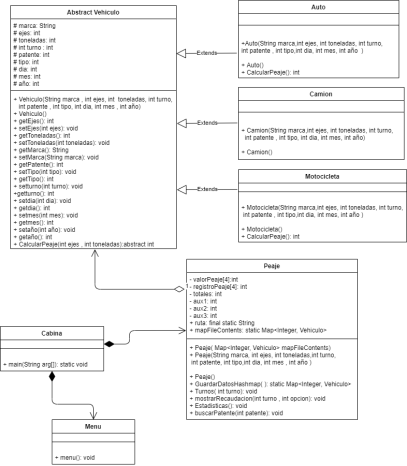 Abstract Vehículo
# marca: String
# ejes: int
# toneladas: int
# int turno :
# patente: int
# tipo: int
# dia: int
# mes: int
# año: int
+ Vehiculo(String marca , int ejes, int toneladas, int turno,
int patente , int tipo, int dia, int mes , int año)
+ Vehiculo()
+ getEjes(): int
+ setEjes(int ejes): void
+ getToneladas(): int
+ setToneladas(int toneladas): void
+ getMarca(): String
+ setMarca(String marca): void
+ getPatente(): int
+ setTipo(int tipo): void
+ getTipo(): int
+ setturno(int turno): void
+getturno(): int
+ setdia(int dia): void
+ getdia(): int
+ setmes(int mes): void
+ getmes(): int
+ setaño(int año): void
+ getaño(): int
+ CalcularPeaje(int ejes , int toneladas):abstract int
Extends
Extends
Extends
Auto
+Auto(String marca,int ejes, int toneladas, int turno,
int patente , int tipo,int dia, int mes, int año )
+ Auto()
+ CalcularPeaje(): int
Camion
+ Camion(String marca,int ejes, int toneladas, int turno,
int patente , int tipo,int dia, int mes, int año)
+ Camion()
Motocicleta
+ Motocicleta(String marca,int ejes, int toneladas, int turno,
int patente , int tipo,int dia, int mes, int año )
+ Motocicleta()
+ CalcularPeaje(): int
Peaje
1
- valorPeaje[4]:int
- registroPeaje[4]: int
- totales: int
- aux1: int
- aux2: int
- aux3: int
+ ruta: final static String
+ mapFileContents: static Map<Integer, Vehiculo>
+ Peaje( Map<Integer, Vehiculo> mapFileContents)
+ Peaje(String marca, int ejes, int toneladas,int turno,
int patente, int tipo,int dia, int mes , int año)
+ Peaje()
+ GuardarDatosHashmap( ): static Map<Integer, Vehiculo>
+ Turnos( int turno): void
+ mostrarRecaudacion(int turno , int opcion): void
+ Estadisticas(): void
+ buscarPatente(int patente): void
Cabina
+ main(String arg[]): static void
Menu
+ menu(): void